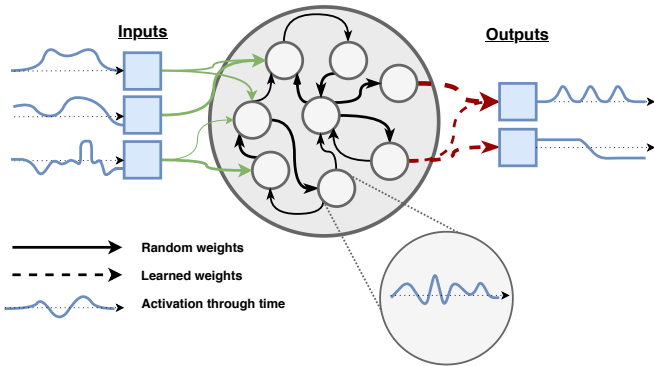 Inputs
Outputs
Random weights
Learned weights
Activation through time